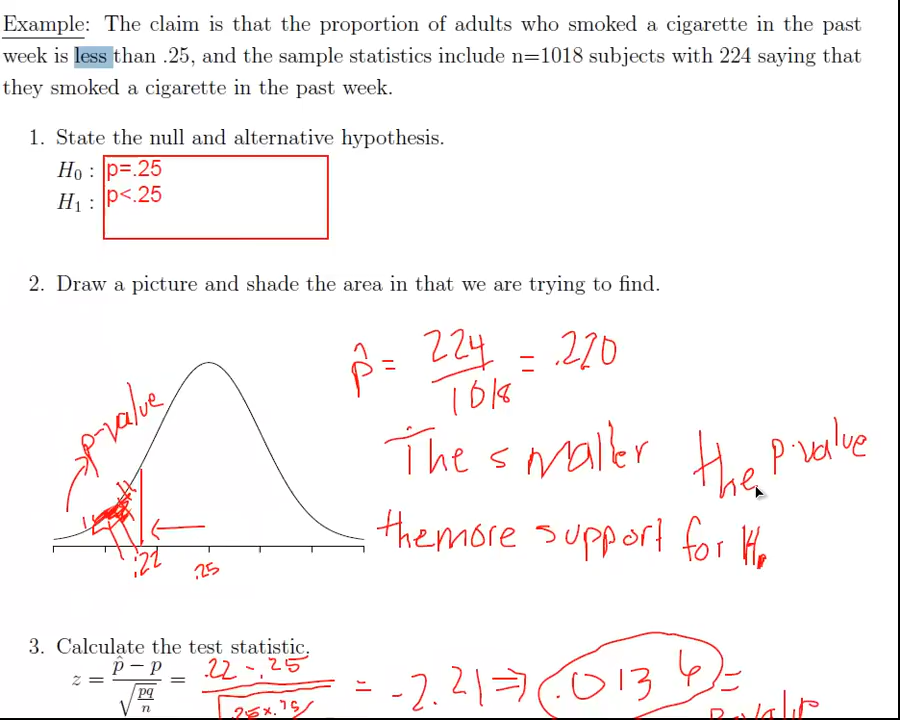 Example: The claim is that the proportion of adults who smoked a cigarette in the past
week is less than .25, and the sample statistics include n=1018 subjects with 224 saying that
they smoked a cigarette in the past week.
1. State the null and alternative hypothesis.
H₀ : p=.25
H₁ : p<.25
2. Draw a picture and shade the area in that we are trying to find.
p̂ = 224/1018 = .220
p-value
The smaller the p-value
the more support for H₁
.22
.25
3. Calculate the test statistic.
z = (p̂ − p)/√(pq/n) = (.22 - .25)/√(.25×.75) = -2.21 ⇒ .0136 =
p-value